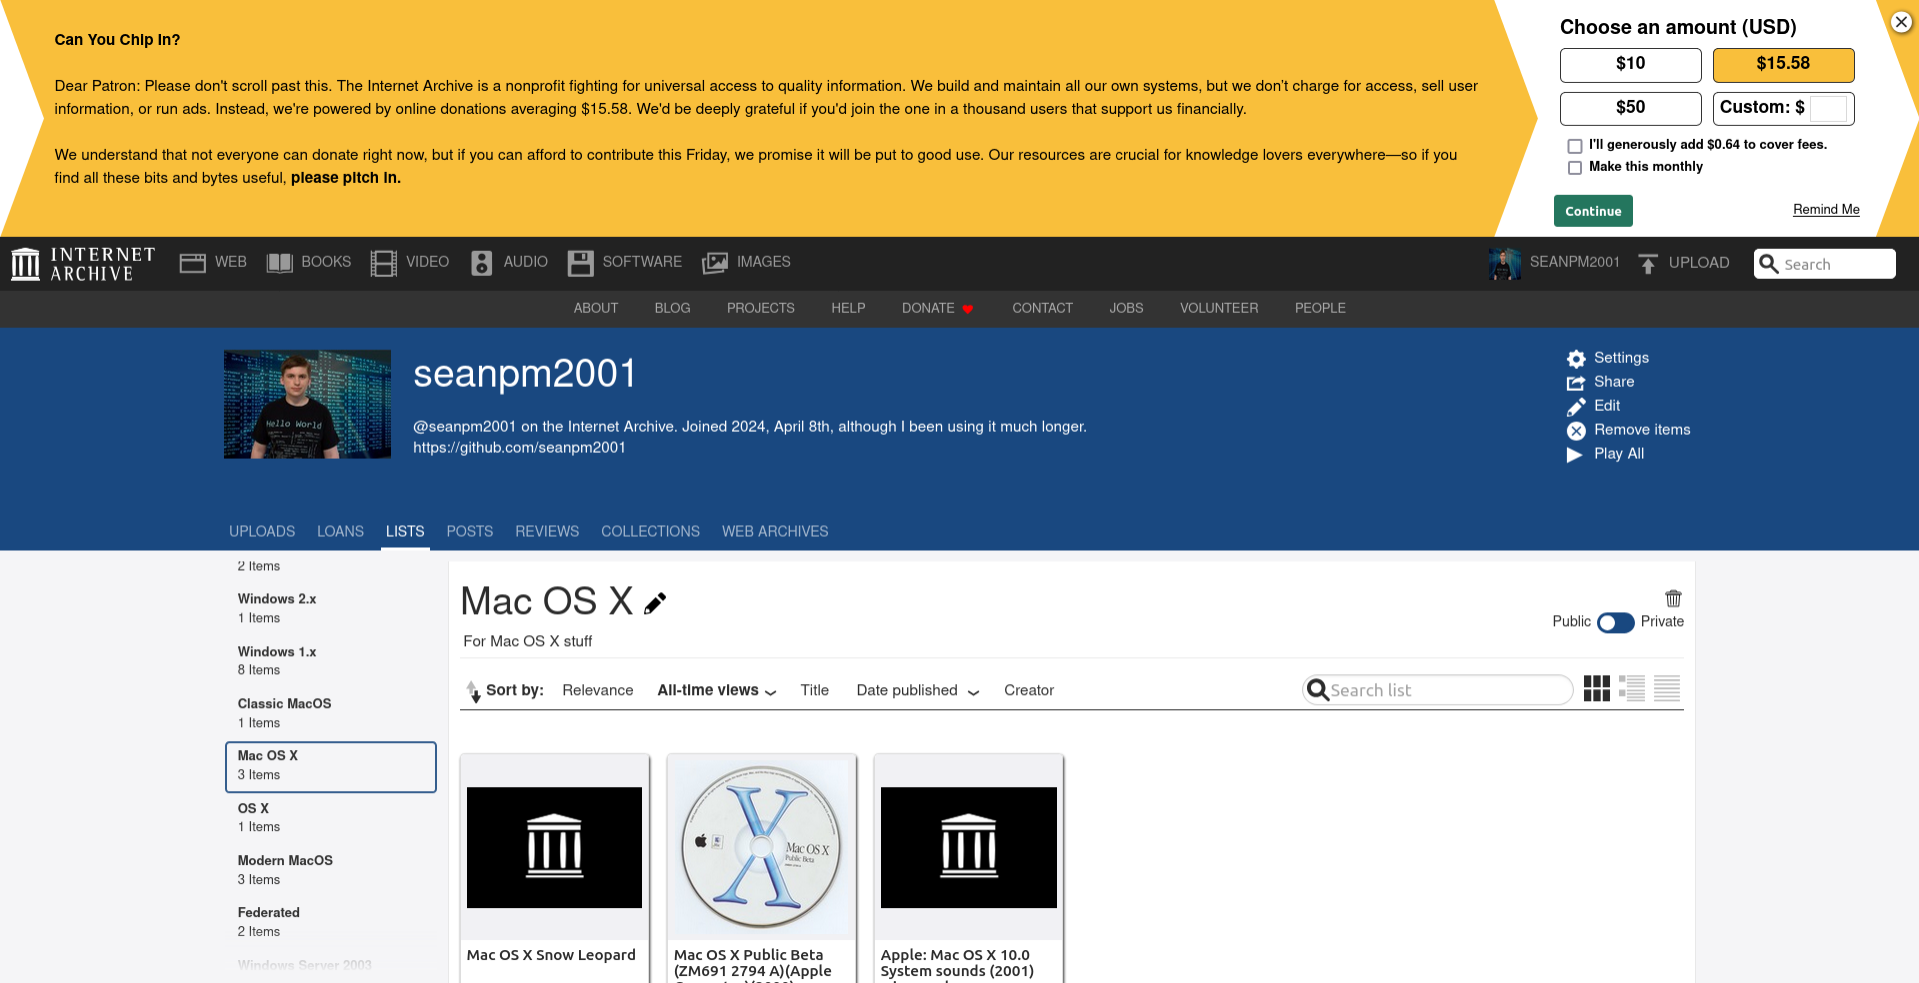 Can You Chip In?
Dear Patron: Please don't scroll past this. The Internet Archive is a nonprofit fighting for universal access to quality information. We build and maintain all our own systems, but we don't charge for access, sell user
information, or run ads. Instead, we're powered by online donations averaging $15.58. We'd be deeply grateful if you'd join the one in a thousand users that support us financially.
We understand that not everyone can donate right now, but if you can afford to contribute this Friday, we promise it will be put to good use. Our resources are crucial for knowledge lovers everywhere—so if you
find all these bits and bytes useful, please pitch in.
Choose an amount (USD)
$10
$15.58
$50
Custom: $
I'll generously add $0.64 to cover fees.
Make this monthly
Continue
Remind Me
INTERNET
ARCHIVE
WEB
BOOKS
VIDEO
AUDIO
SOFTWARE
IMAGES
SEANPM2001
UPLOAD
Search
ABOUT
BLOG
PROJECTS
HELP
DONATE
CONTACT
JOBS
VOLUNTEER
PEOPLE
Hello World
seanpm2001
@seanpm2001 on the Internet Archive. Joined 2024, April 8th, although I been using it much longer.
https://github.com/seanpm2001
Settings
Share
Edit
Remove items
Play All
UPLOADS
LOANS
LISTS
POSTS
REVIEWS
COLLECTIONS
WEB ARCHIVES
2 Items
Windows 2.x
1 Items
Windows 1.x
8 Items
Classic MacOS
1 Items
Mac OS X
3 Items
OS X
1 Items
Modern MacOS
3 Items
Federated
2 Items
Windows Server 2003
Mac OS X
For Mac OS X stuff
Public
Private
Sort by:
Relevance
All-time views
Title
Date published
Creator
Search list
Mac OS X
Public Beta
Mac OS X Snow Leopard
Mac OS X Public Beta
(ZM691 2794 A)(Apple
Apple: Mac OS X 10.0
System sounds (2001)